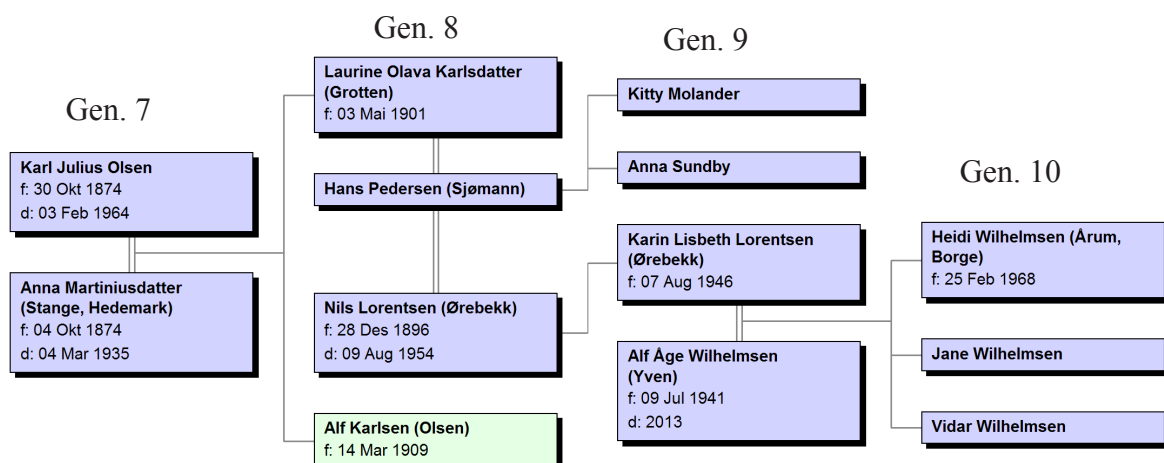 Gen. 7
Karl Julius Olsen
f: 30 Okt 1874
d: 03 Feb 1964
Anna Martiniusdatter
(Stange, Hedemark)
f: 04 Okt 1874
d: 04 Mar 1935
Gen. 8
Laurine Olava Karlsdatter
(Grotten)
f: 03 Mai 1901
Hans Pedersen (Sjømann)
Nils Lorentsen (Ørebekk)
f: 28 Des 1896
d: 09 Aug 1954
Alf Karlsen (Olsen)
f: 14 Mar 1909
Gen. 9
Kitty Molander
Anna Sundby
Karin Lisbeth Lorentsen
(Ørebekk)
f: 07 Aug 1946
Alf Åge Wilhelmsen
(Yven)
f: 09 Jul 1941
d: 2013
Gen. 10
Heidi Wilhelmsen (Årum,
Borge)
f: 25 Feb 1968
Jane Wilhelmsen
Vidar Wilhelmsen